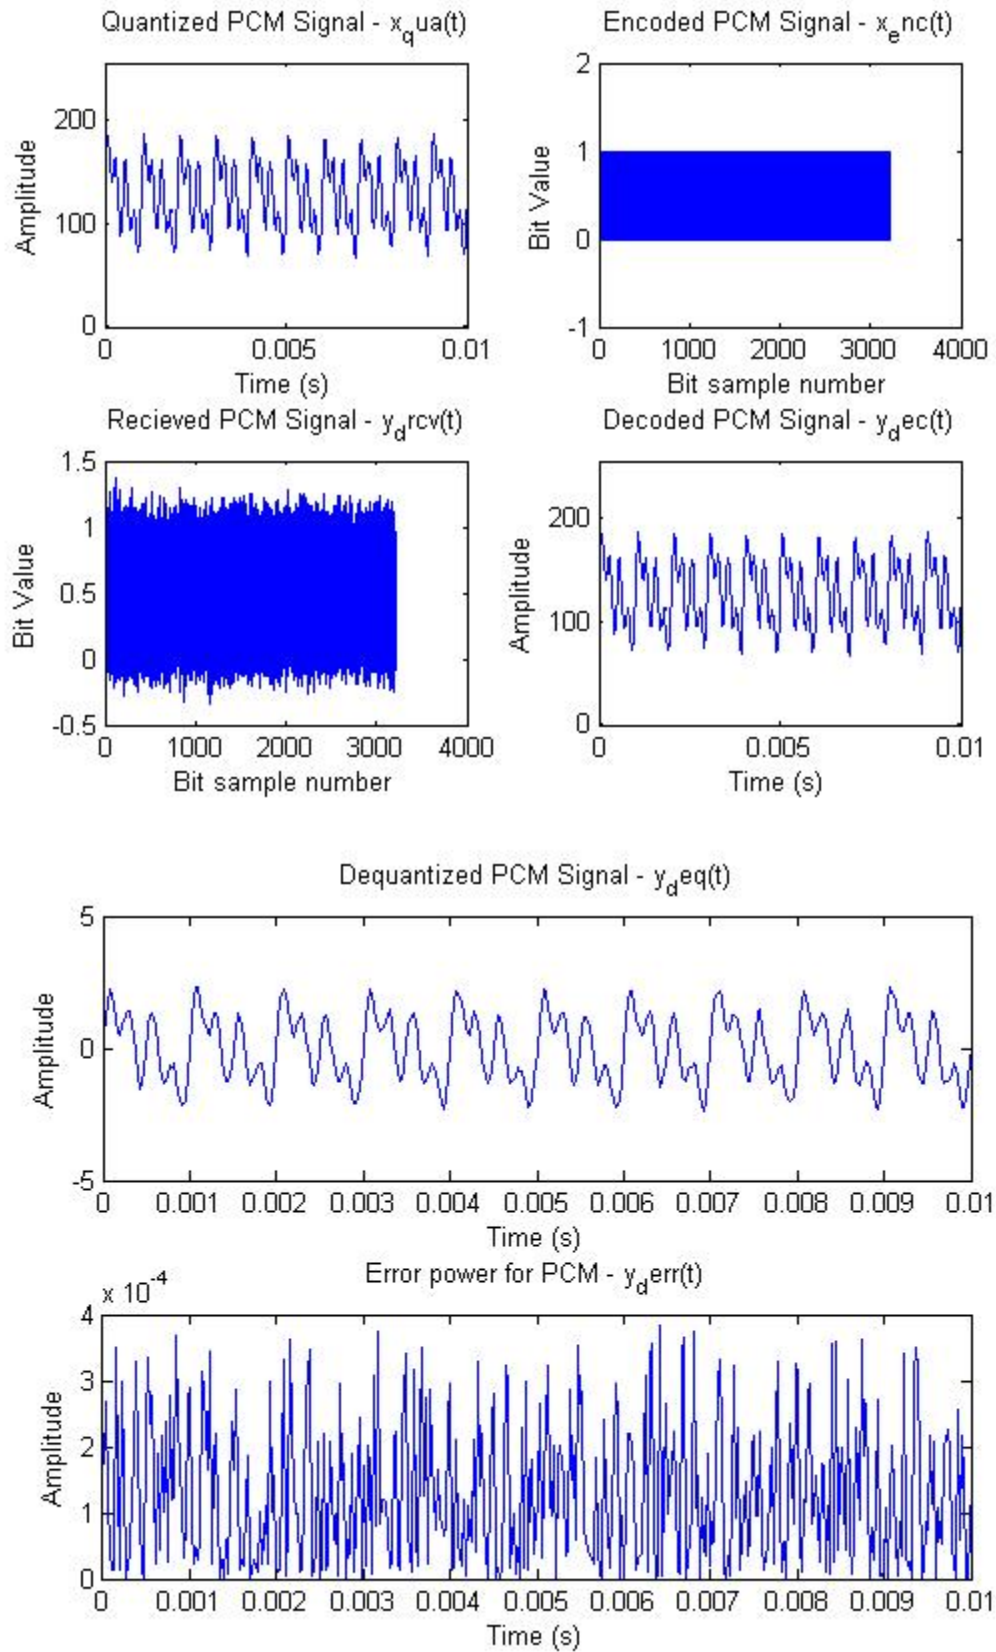 Quantized PCM Signal - x_qua(t)
200
100
0
Amplitude
0 0.005 0.01
Time (s)
Encoded PCM Signal - x_enc(t)
2
1
0
-1
Bit Value
0 1000 2000 3000 4000
Bit sample number
Recieved PCM Signal - y_drcv(t)
1.5
1
0.5
0
-0.5
Bit Value
0 1000 2000 3000 4000
Bit sample number
Decoded PCM Signal - y_dec(t)
200
100
0
Amplitude
0 0.005 0.01
Time (s)
Dequantized PCM Signal - y_deq(t)
5
0
-5
Amplitude
0 0.001 0.002 0.003 0.004 0.005 0.006 0.007 0.008 0.009 0.01
Time (s)
Error power for PCM - y_derr(t)
x 10^-4
4
3
2
1
0
Amplitude
0 0.001 0.002 0.003 0.004 0.005 0.006 0.007 0.008 0.009 0.01
Time (s)